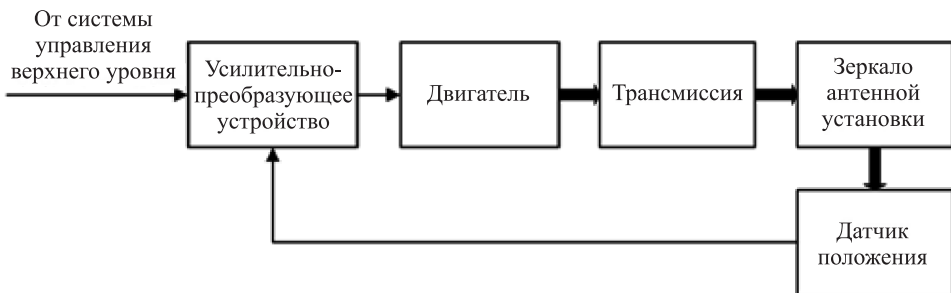 От системы
управления
верхнего уровня
Усилительно-
преобразующее
устройство
Двигатель
Трансмиссия
Зеркало
антенной
установки
Датчик
положения